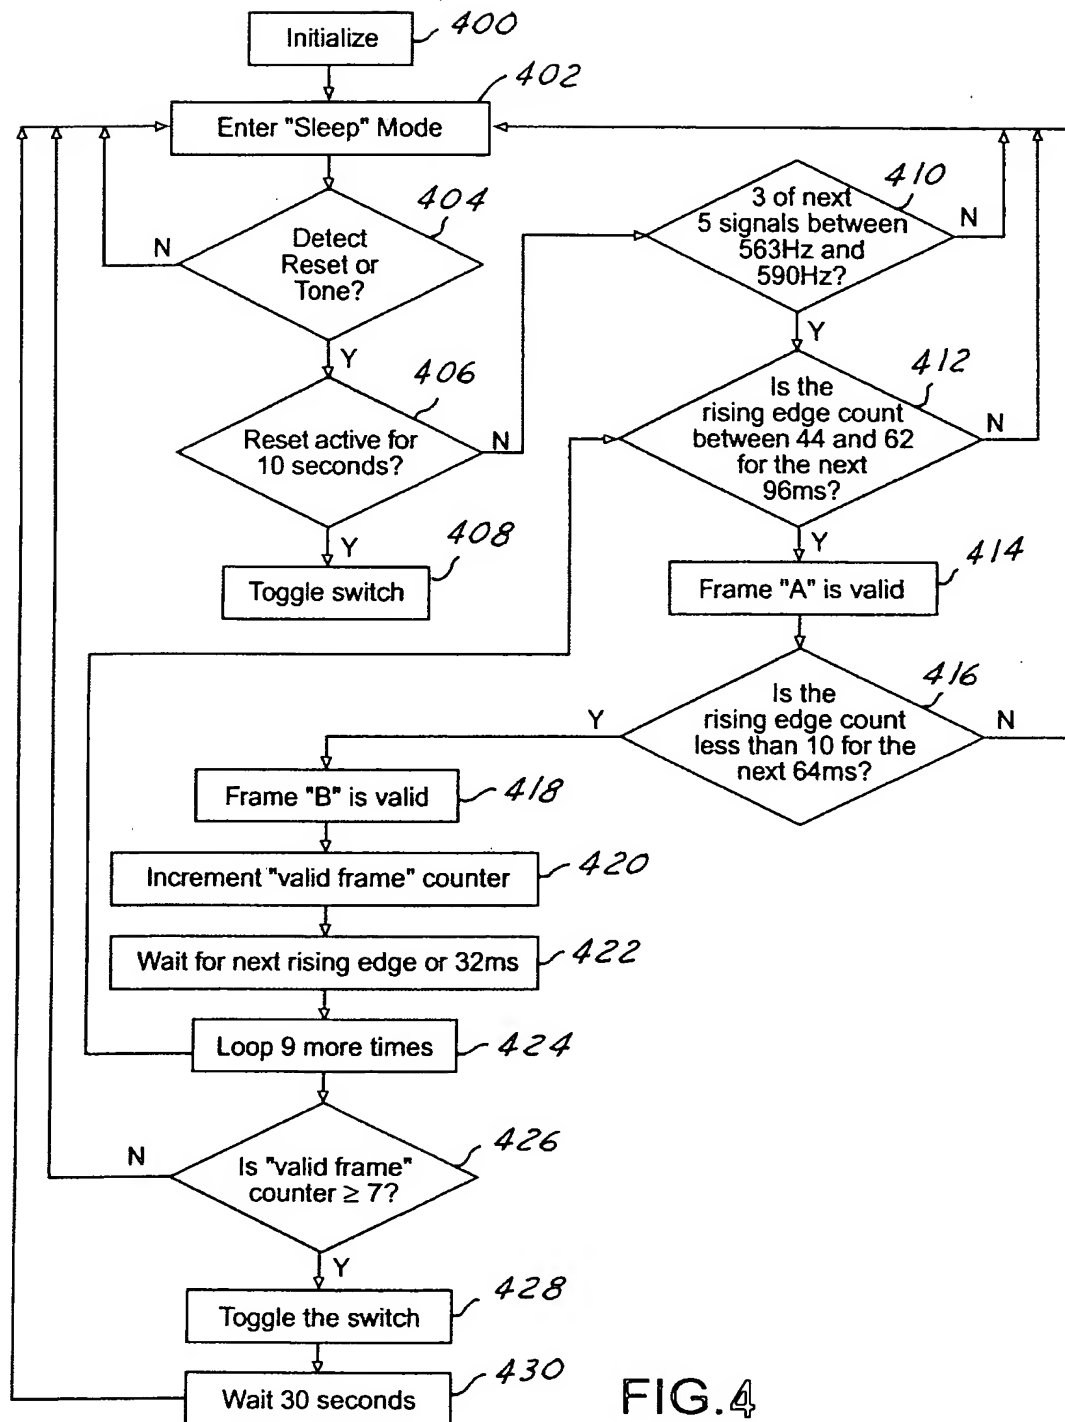 Initialize
400
402
Enter "Sleep" Mode
404
Detect
Reset or
Tone?
N
Y
406
Reset active for
10 seconds?
N
Y
408
Toggle switch
410
3 of next
5 signals between
563Hz and
590Hz?
N
Y
412
Is the
rising edge count
between 44 and 62
for the next
96ms?
N
Y
414
Frame "A" is valid
416
Is the
rising edge count
less than 10 for the
next 64ms?
Y
N
Frame "B" is valid
418
Increment "valid frame" counter
420
Wait for next rising edge or 32ms
422
Loop 9 more times
424
426
Is "valid frame"
counter ≥ 7?
N
Y
428
Toggle the switch
430
Wait 30 seconds
FIG.4